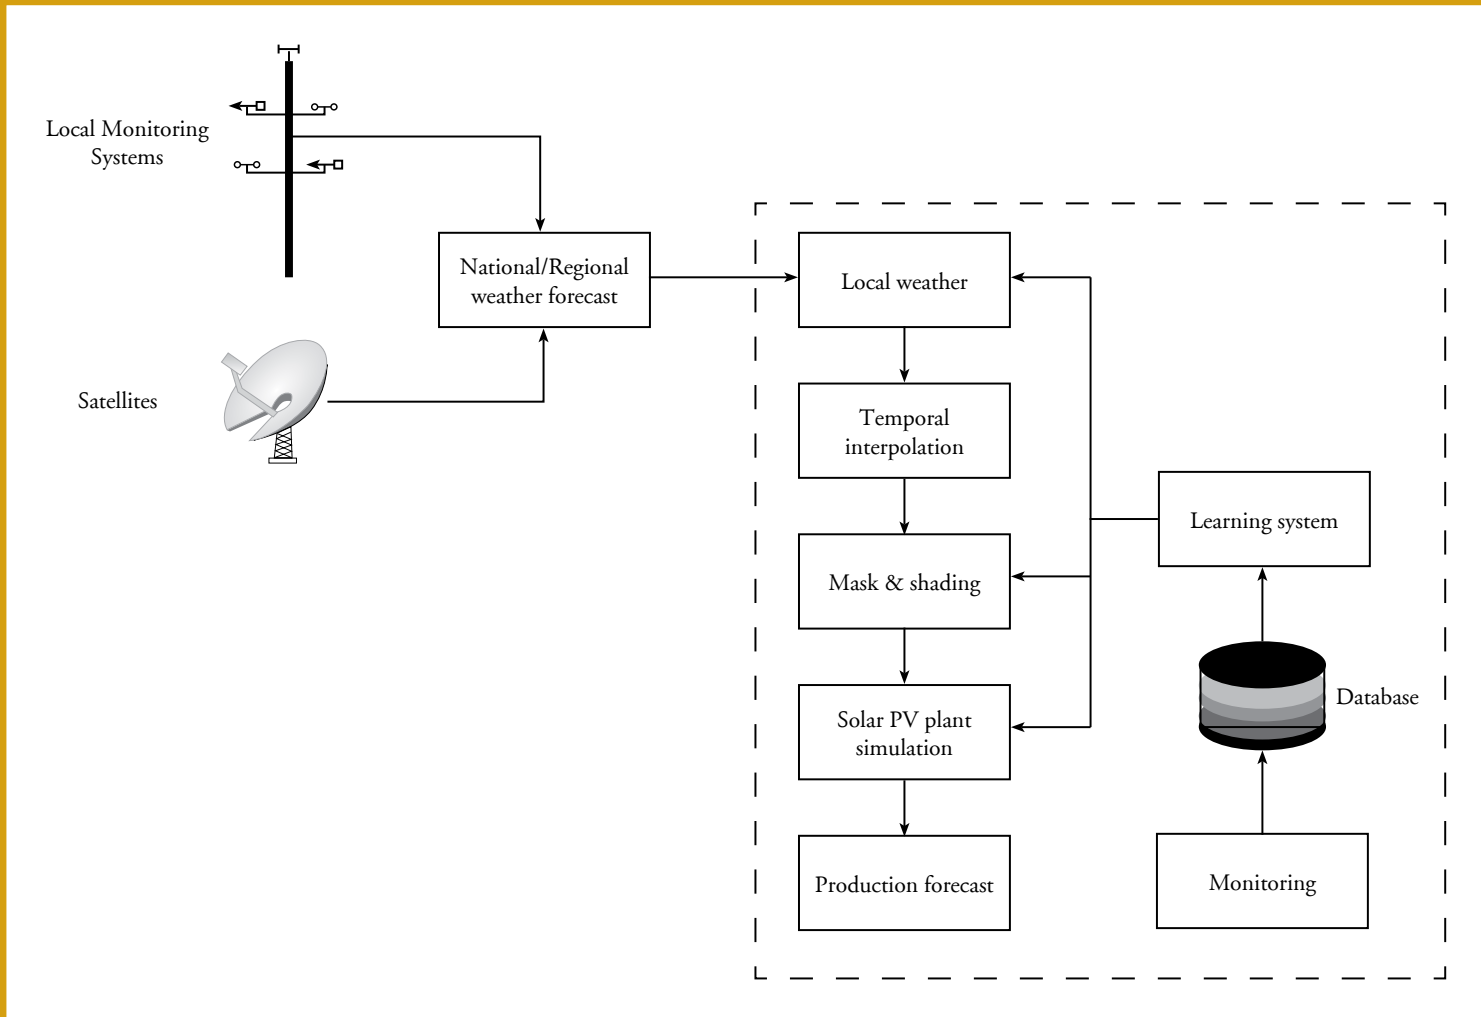 Local Monitoring
Systems
National/Regional
weather forecast
Satellites
Local weather
Temporal
interpolation
Mask & shading
Solar PV plant
simulation
Production forecast
Learning system
Database
Monitoring